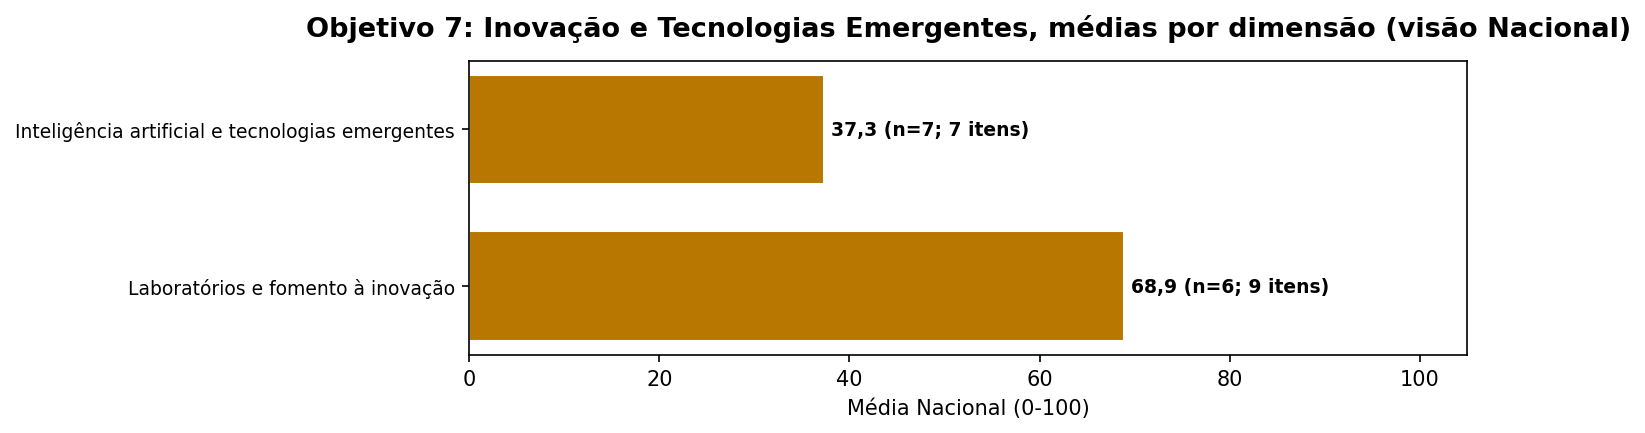 Objetivo 7: Inovação e Tecnologias Emergentes, médias por dimensão (visão Nacional)
Inteligência artificial e tecnologias emergentes
37,3 (n=7; 7 itens)
Laboratórios e fomento à inovação
68,9 (n=6; 9 itens)
0 20 40 60 80 100
Média Nacional (0-100)